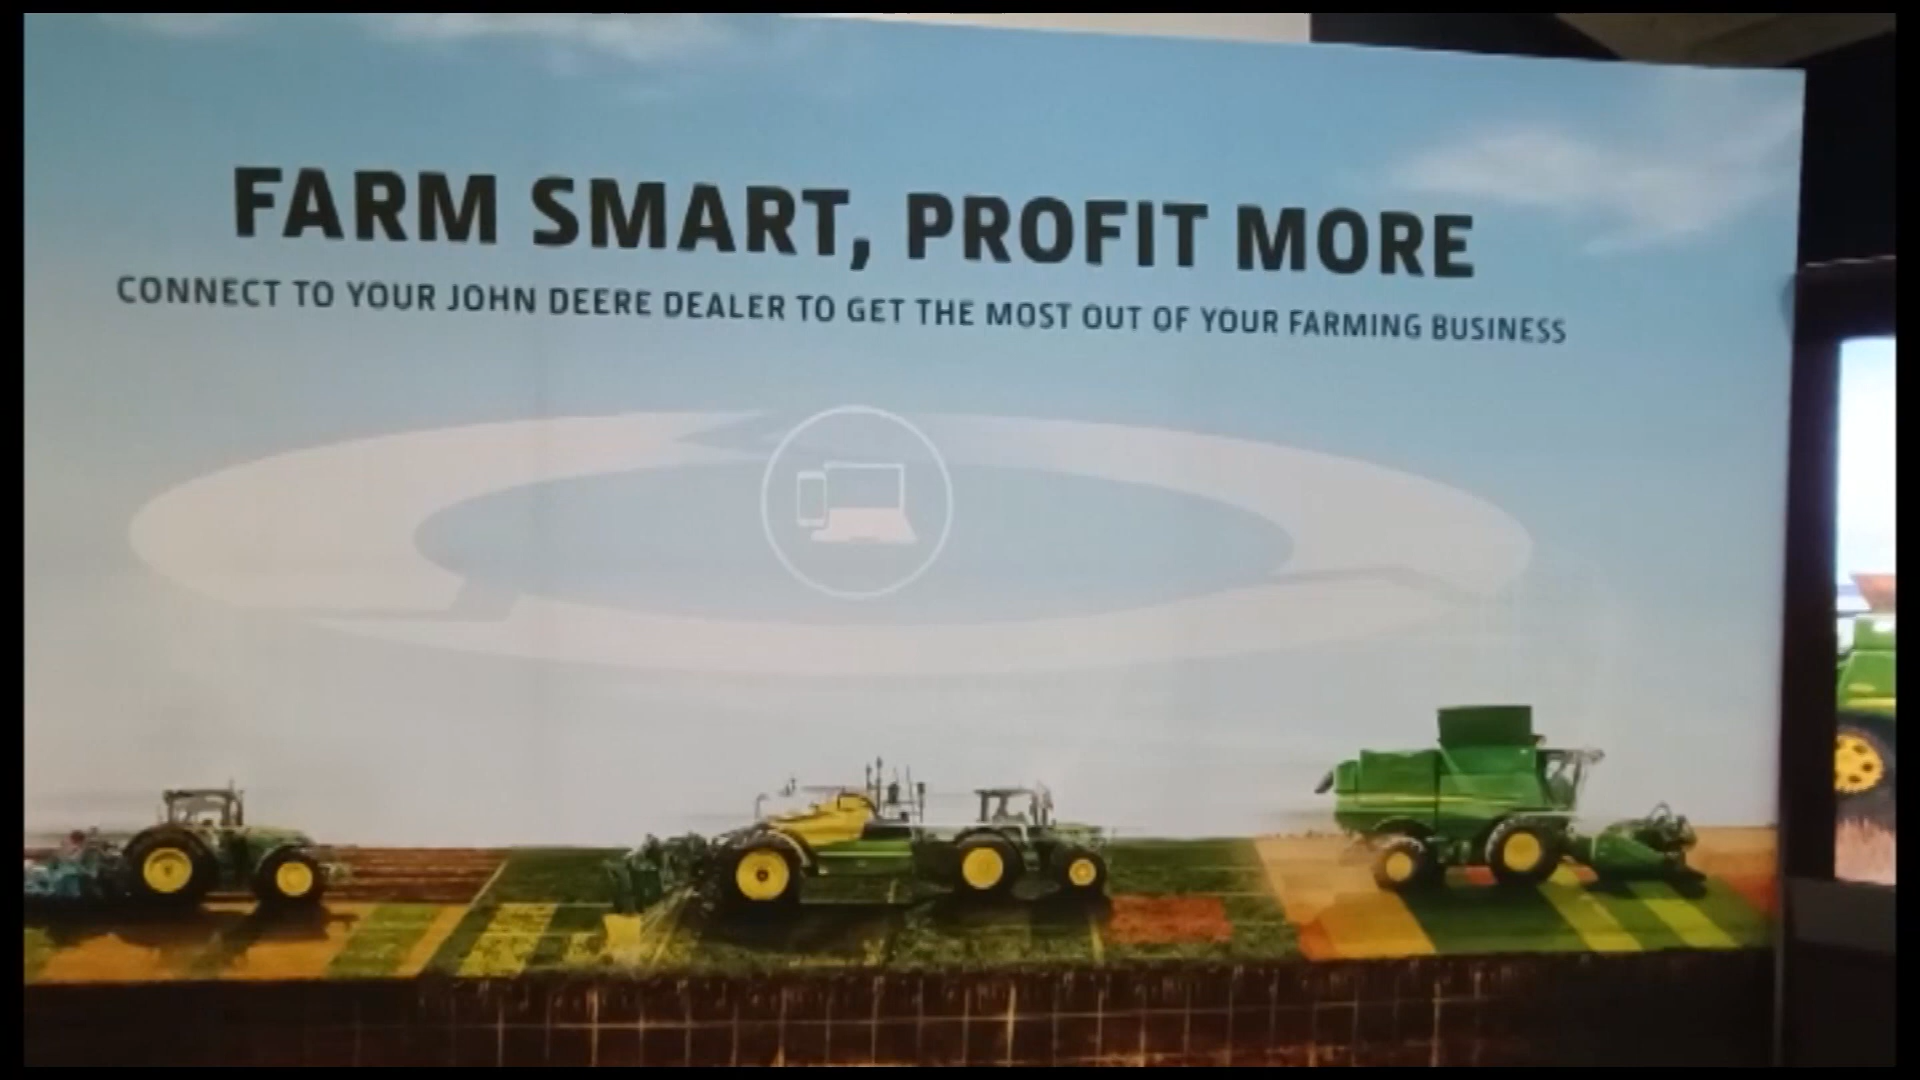 FARM SMART, PROFIT MORE
CONNECT TO YOUR JOHN DEERE DEALER TO GET THE MOST OUT OF YOUR FARMING BUSINESS